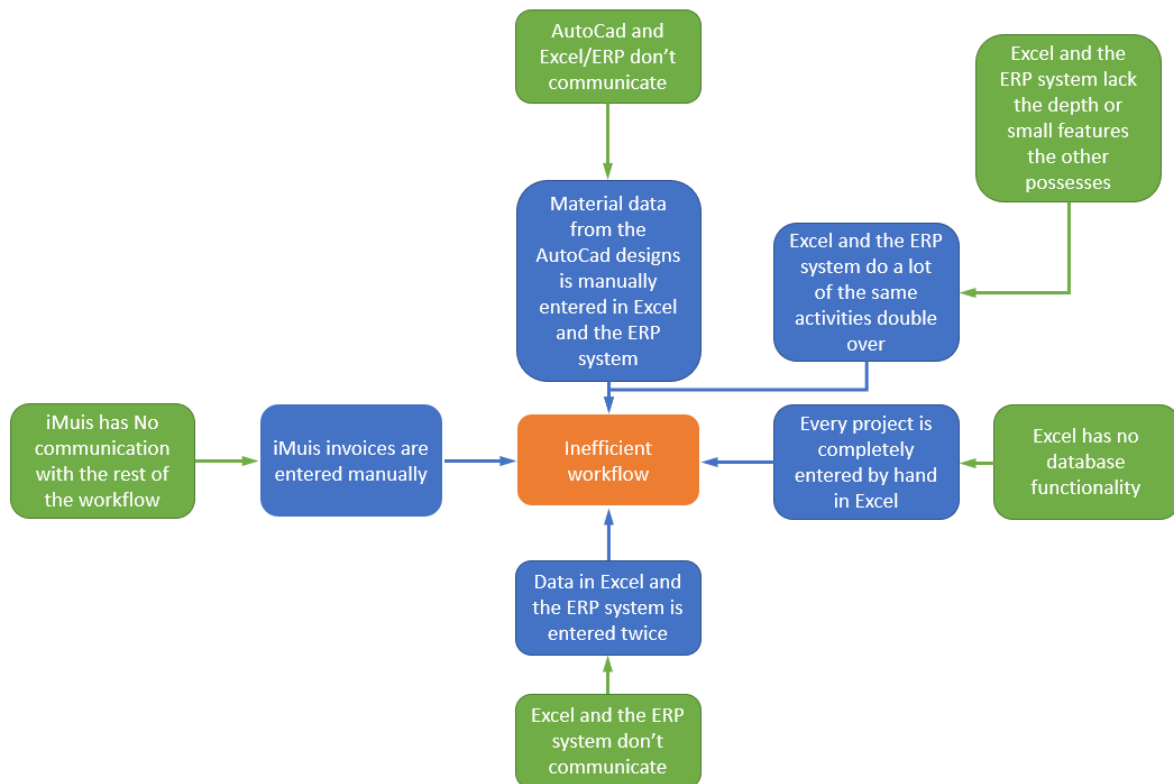 AutoCad and
Excel/ERP don't
communicate
Excel and the
ERP system lack
the depth or
small features
the other
possesses
Material data
from the
AutoCad designs
is manually
entered in Excel
and the ERP
system
Excel and the ERP
system do a lot
of the same
activities double
over
iMuis has No
communication
with the rest of
the workflow
iMuis invoices are
entered manually
Inefficient
workflow
Every project is
completely
entered by hand
in Excel
Excel has no
database
functionality
Data in Excel and
the ERP system is
entered twice
Excel and the ERP
system don't
communicate